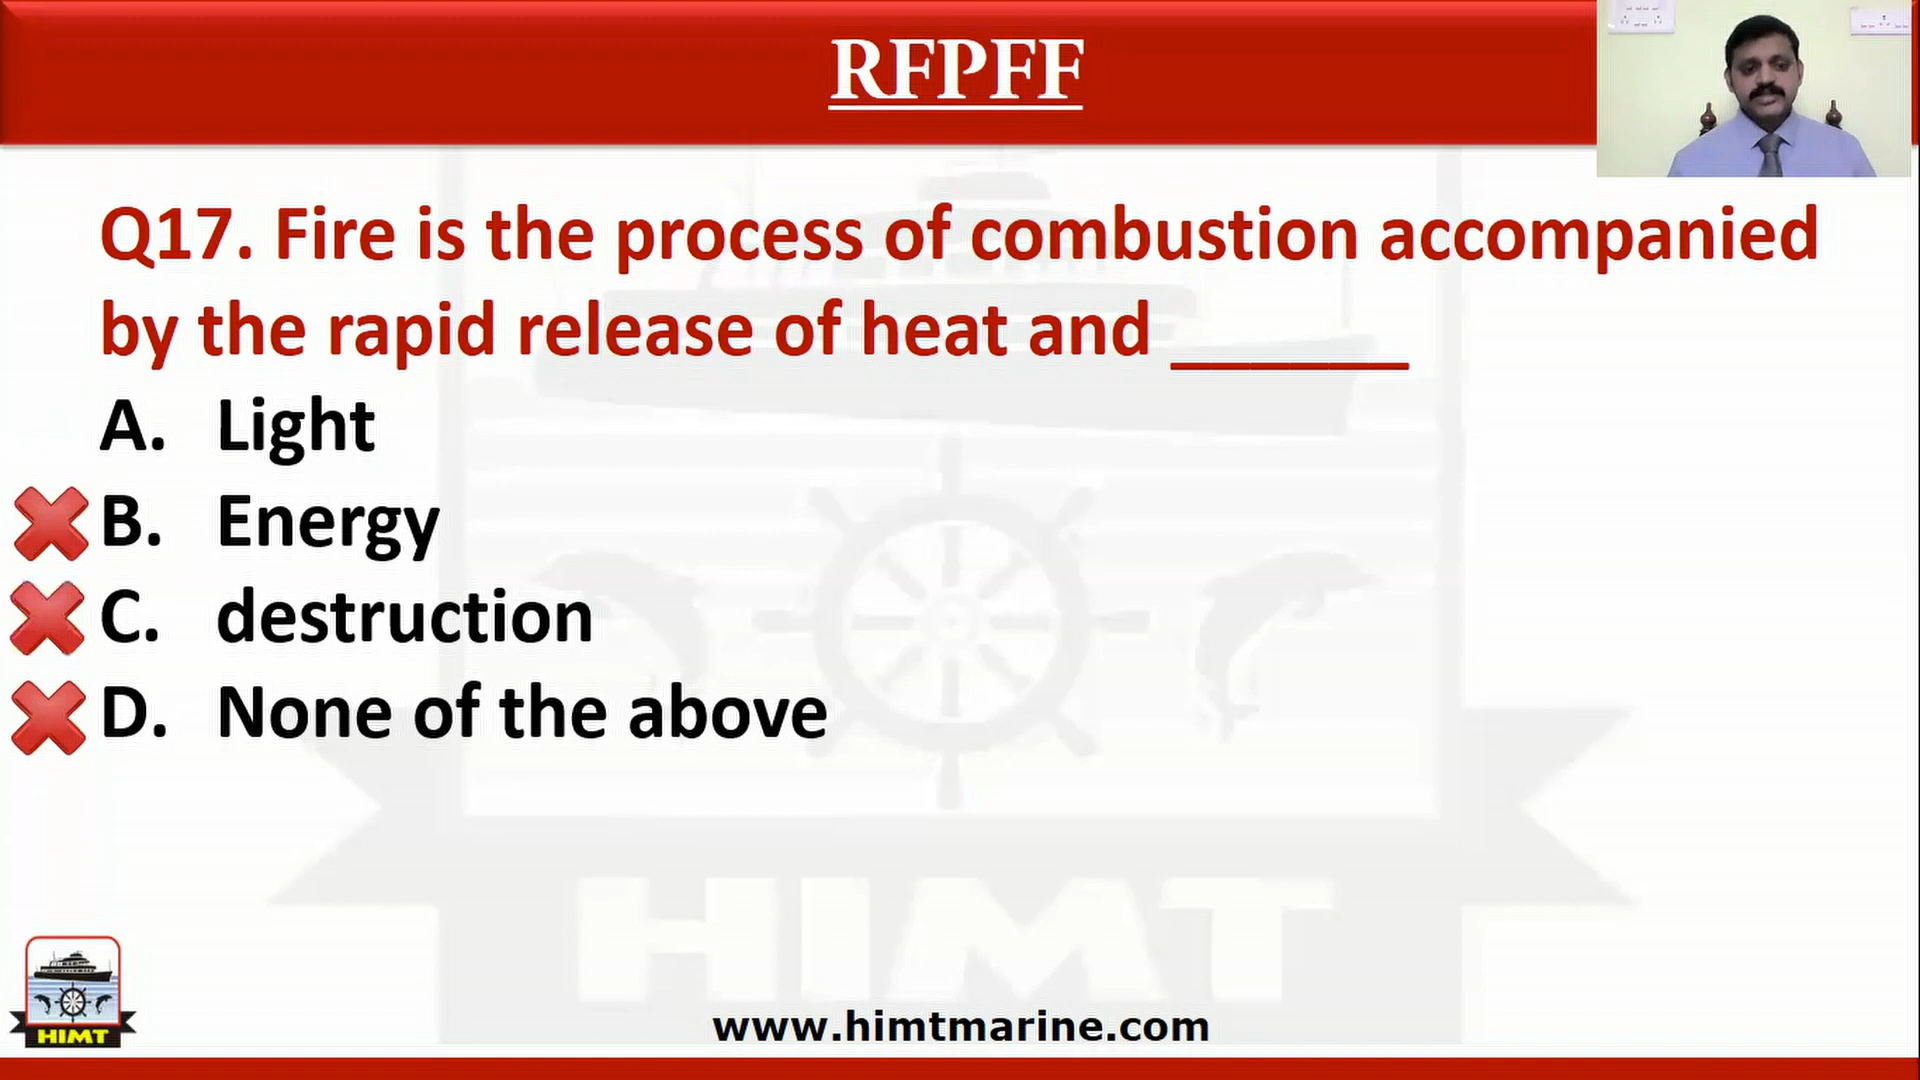 RFPFF
Q17. Fire is the process of combustion accompanied
by the rapid release of heat and _______
A. Light
B. Energy
C. destruction
D. None of the above
HIMT
HIMT
www.himtmarine.com